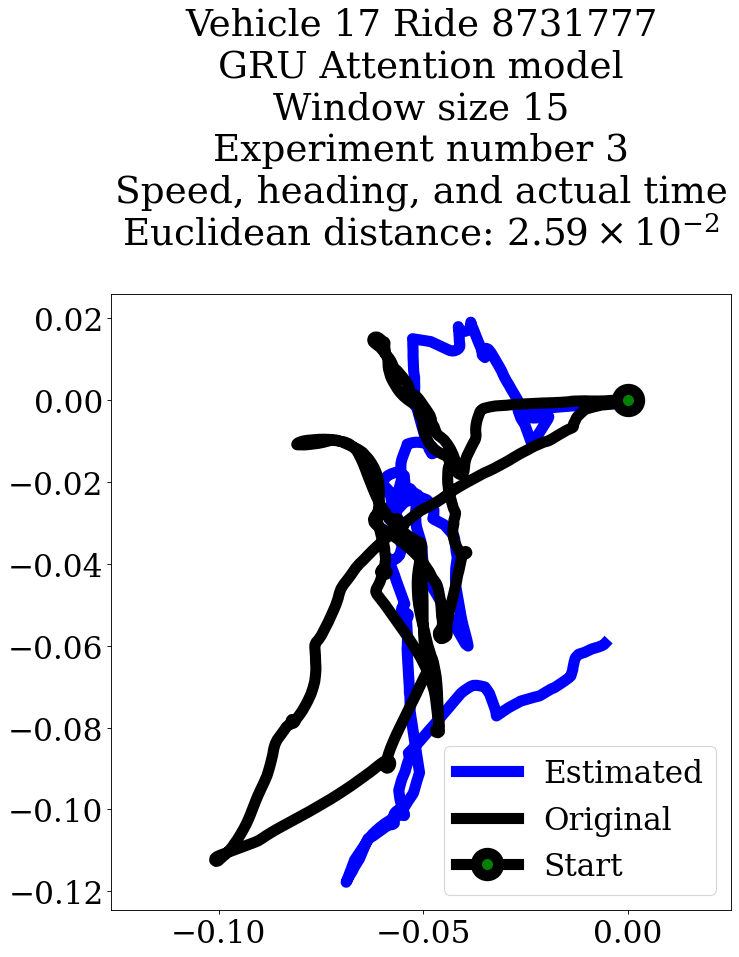 Vehicle 17 Ride 8731777
GRU Attention model
Window size 15
Experiment number 3
Speed, heading, and actual time
Euclidean distance: 2.59 × 10⁻²
0.02
0.00
−0.02
−0.04
−0.06
−0.08
−0.10
−0.12
Estimated
Original
Start
−0.10
−0.05
0.00